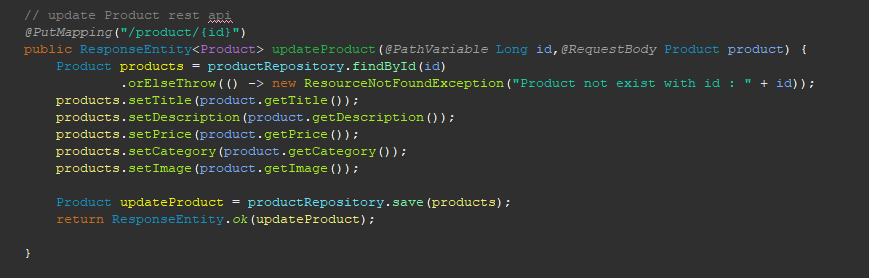 // update Product rest api
@PutMapping("/product/{id}")
public ResponseEntity<Product> updateProduct(@PathVariable Long id,@RequestBody Product product) {
    Product products = productRepository.findById(id)
            .orElseThrow(() -> new ResourceNotFoundException("Product not exist with id : " + id));
    products.setTitle(product.getTitle());
    products.setDescription(product.getDescription());
    products.setPrice(product.getPrice());
    products.setCategory(product.getCategory());
    products.setImage(product.getImage());

    Product updateProduct = productRepository.save(products);
    return ResponseEntity.ok(updateProduct);

}